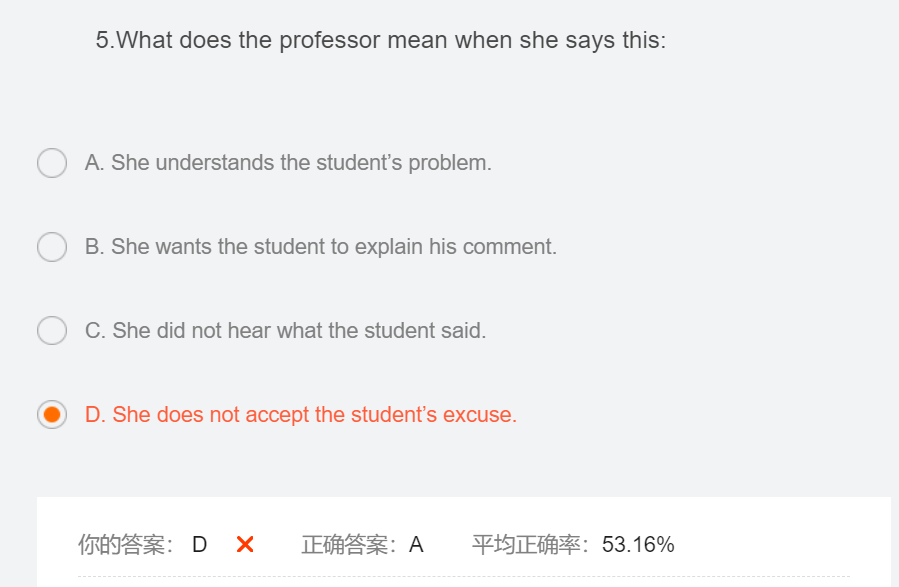 5.What does the professor mean when she says this:
A. She understands the student’s problem.
B. She wants the student to explain his comment.
C. She did not hear what the student said.
D. She does not accept the student’s excuse.
你的答案： D 正确答案： A 平均正确率： 53.16%